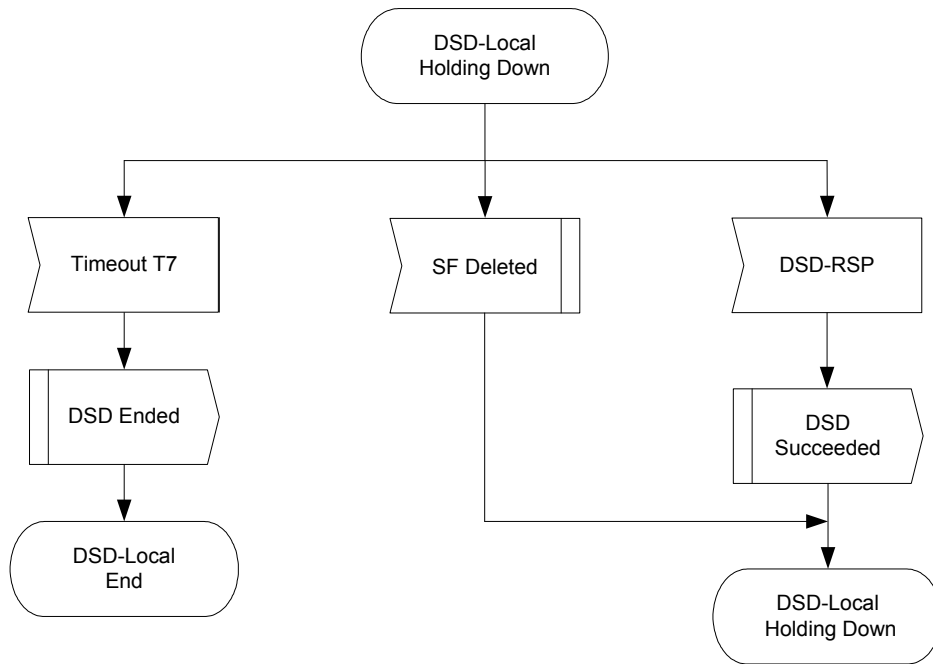 DSD-Local
Holding Down
Timeout T7
SF Deleted
DSD-RSP
DSD Ended
DSD
Succeeded
DSD-Local
End
DSD-Local
Holding Down